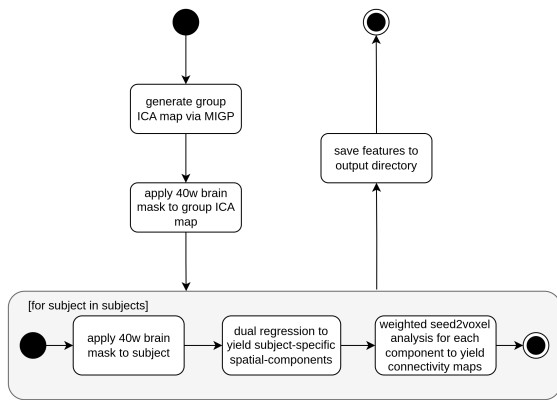 generate group
ICA map via MIGP
apply 40w brain
mask to group ICA
map
save features to
output directory
[for subject in subjects]
apply 40w brain
mask to subject
dual regression to
yield subject-specific
spatial-components
weighted seed2voxel
analysis for each
component to yield
connectivity maps